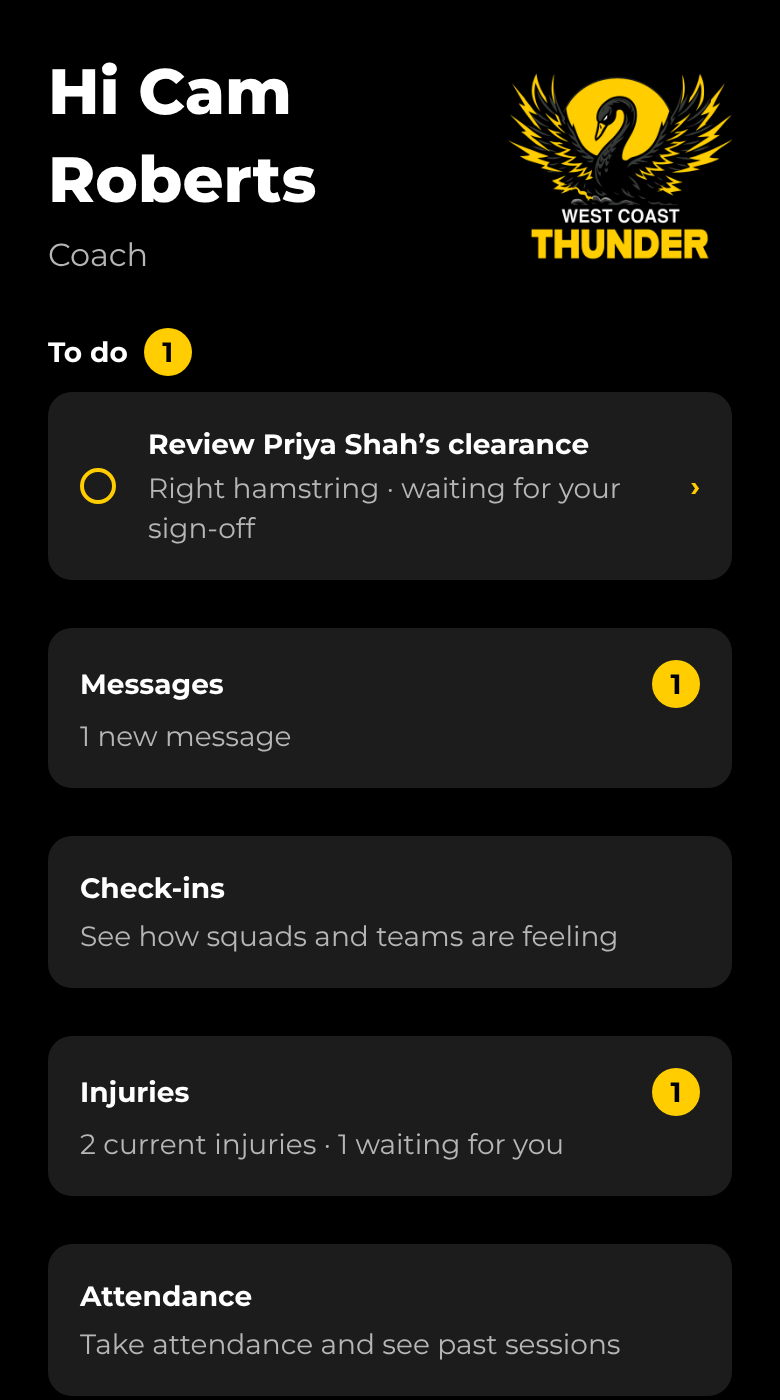 Hi Cam
Roberts
Coach
WEST COAST
THUNDER
To do 1
Review Priya Shah’s clearance
Right hamstring · waiting for your
sign-off
›
Messages 1
1 new message
Check-ins
See how squads and teams are feeling
Injuries 1
2 current injuries · 1 waiting for you
Attendance
Take attendance and see past sessions